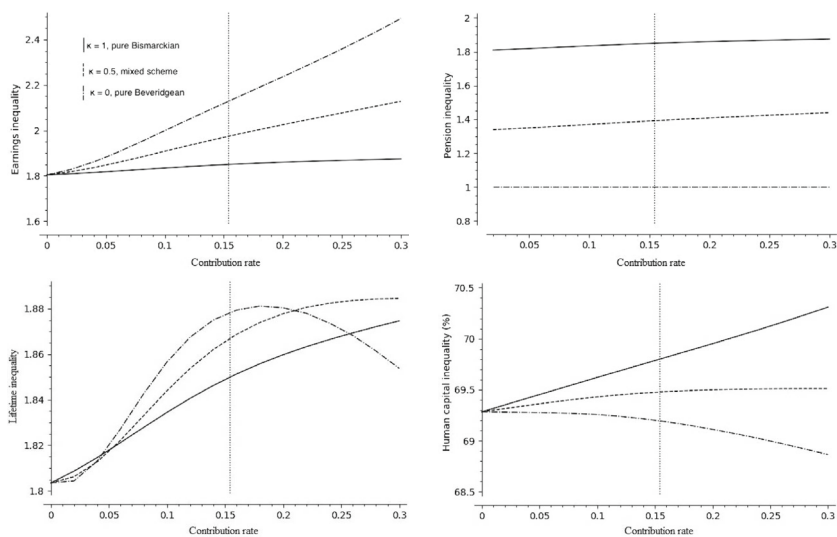 Earnings inequality
2.4
2.2
2
1.8
1.6
κ = 1, pure Bismarckian
κ = 0.5, mixed scheme
κ = 0, pure Beveridgean
0 0.05 0.1 0.15 0.2 0.25 0.3
Contribution rate
Pension inequality
2
1.8
1.6
1.4
1.2
1
0.8
0.05 0.1 0.15 0.2 0.25 0.3
Contribution rate
Lifetime inequality
1.88
1.86
1.84
1.82
1.8
0 0.05 0.1 0.15 0.2 0.25 0.3
Contribution rate
Human capital inequality (%)
70.5
70
69.5
69
68.5
0 0.05 0.1 0.15 0.2 0.25 0.3
Contribution rate